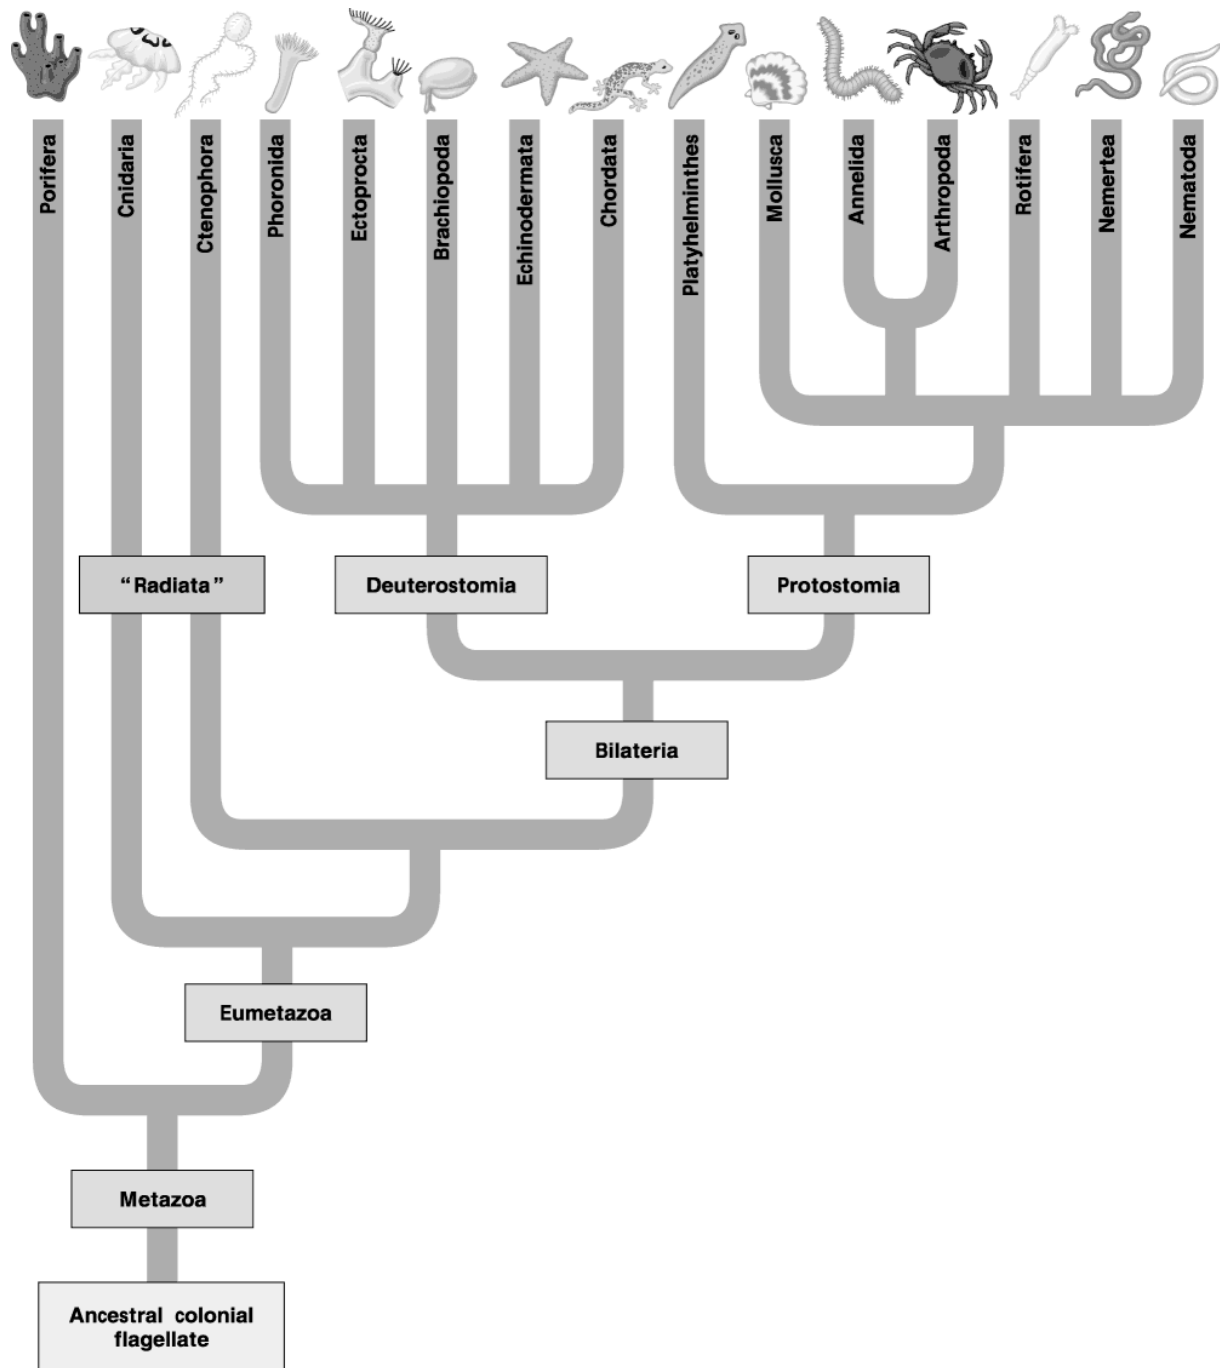 Porifera
Cnidaria
Ctenophora
Phoronida
Ectoprocta
Brachiopoda
Echinodermata
Chordata
Platyhelminthes
Mollusca
Annelida
Arthropoda
Rotifera
Nemertea
Nematoda
“Radiata”
Deuterostomia
Protostomia
Bilateria
Eumetazoa
Metazoa
Ancestral colonial
flagellate